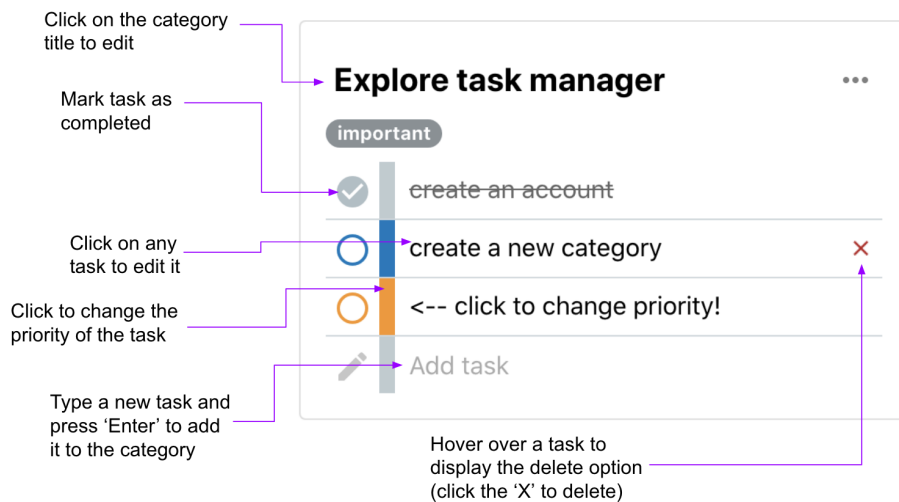 Click on the category
title to edit
Explore task manager
Mark task as
completed
important
create an account
Click on any
task to edit it
create a new category
Click to change the
priority of the task
<-- click to change priority!
Add task
Type a new task and
press ‘Enter’ to add
it to the category
Hover over a task to
display the delete option
(click the ‘X’ to delete)